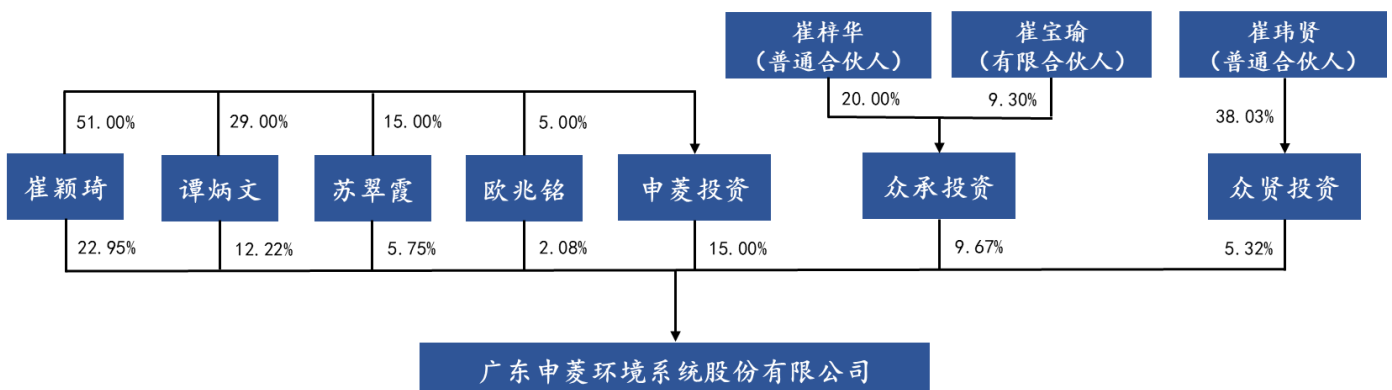 崔梓华
（普通合伙人）
崔宝瑜
（有限合伙人）
崔玮贤
（普通合伙人）
51.00%
29.00%
15.00%
5.00%
20.00%
9.30%
38.03%
崔颖琦
谭炳文
苏翠霞
欧兆铭
申菱投资
众承投资
众贤投资
22.95%
12.22%
5.75%
2.08%
15.00%
9.67%
5.32%
广东申菱环境系统股份有限公司